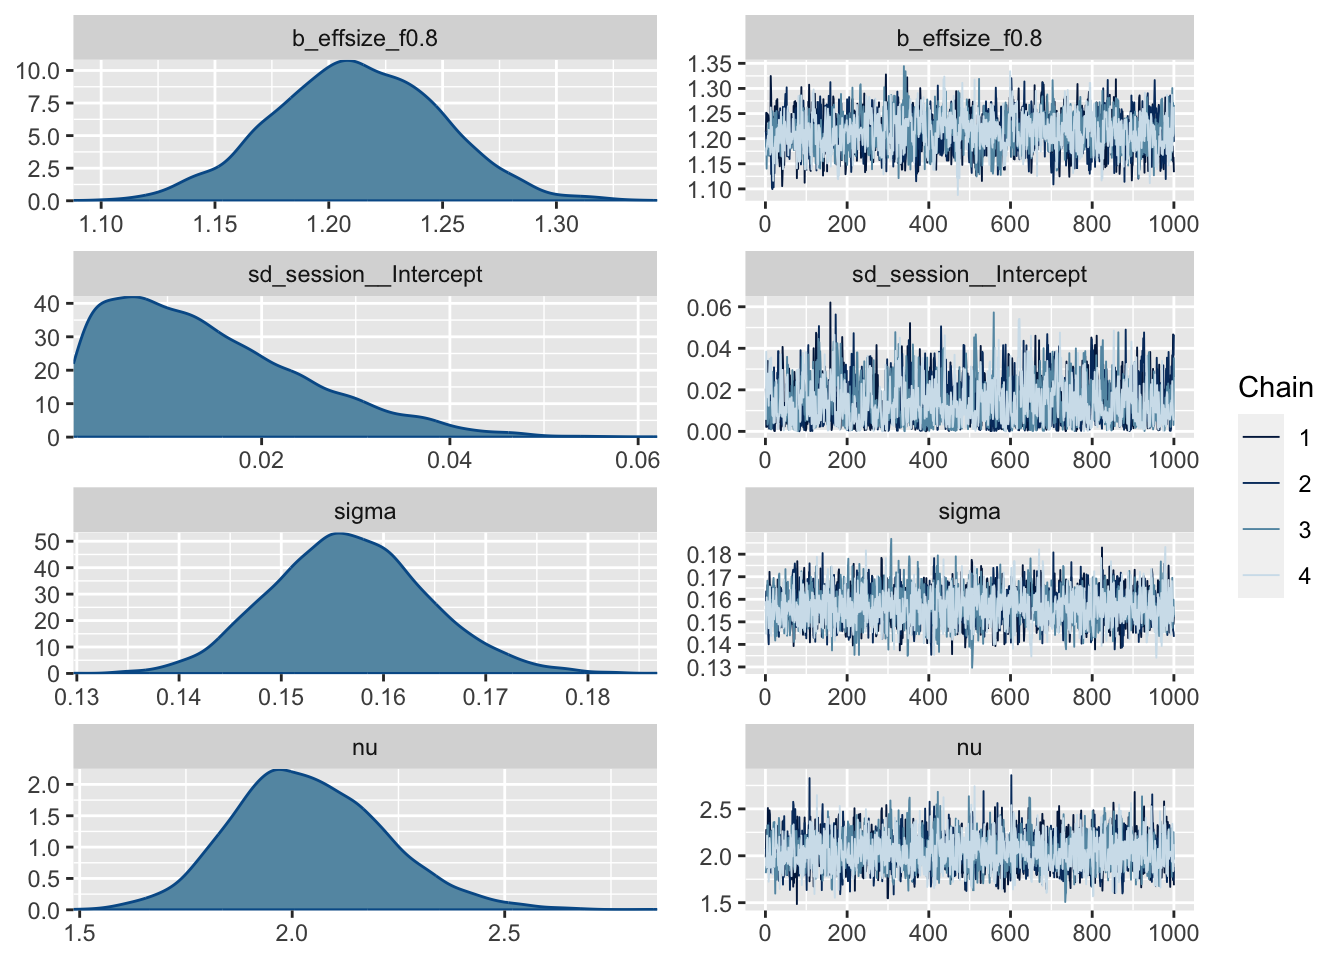 b_effsize_f0.8
10.0
7.5
5.0
2.5
0.0
1.10 1.15 1.20 1.25 1.30
b_effsize_f0.8
1.35
1.30
1.25
1.20
1.15
1.10
0 200 400 600 800 1000
sd_session__Intercept
40
30
20
10
0
0.02 0.04 0.06
sd_session__Intercept
0.06
0.04
0.02
0.00
0 200 400 600 800 1000
sigma
50
40
30
20
10
0
0.13 0.14 0.15 0.16 0.17 0.18
sigma
0.18
0.17
0.16
0.15
0.14
0.13
0 200 400 600 800 1000
nu
2.0
1.5
1.0
0.5
0.0
1.5 2.0 2.5
nu
2.5
2.0
1.5
0 200 400 600 800 1000
Chain
1
2
3
4